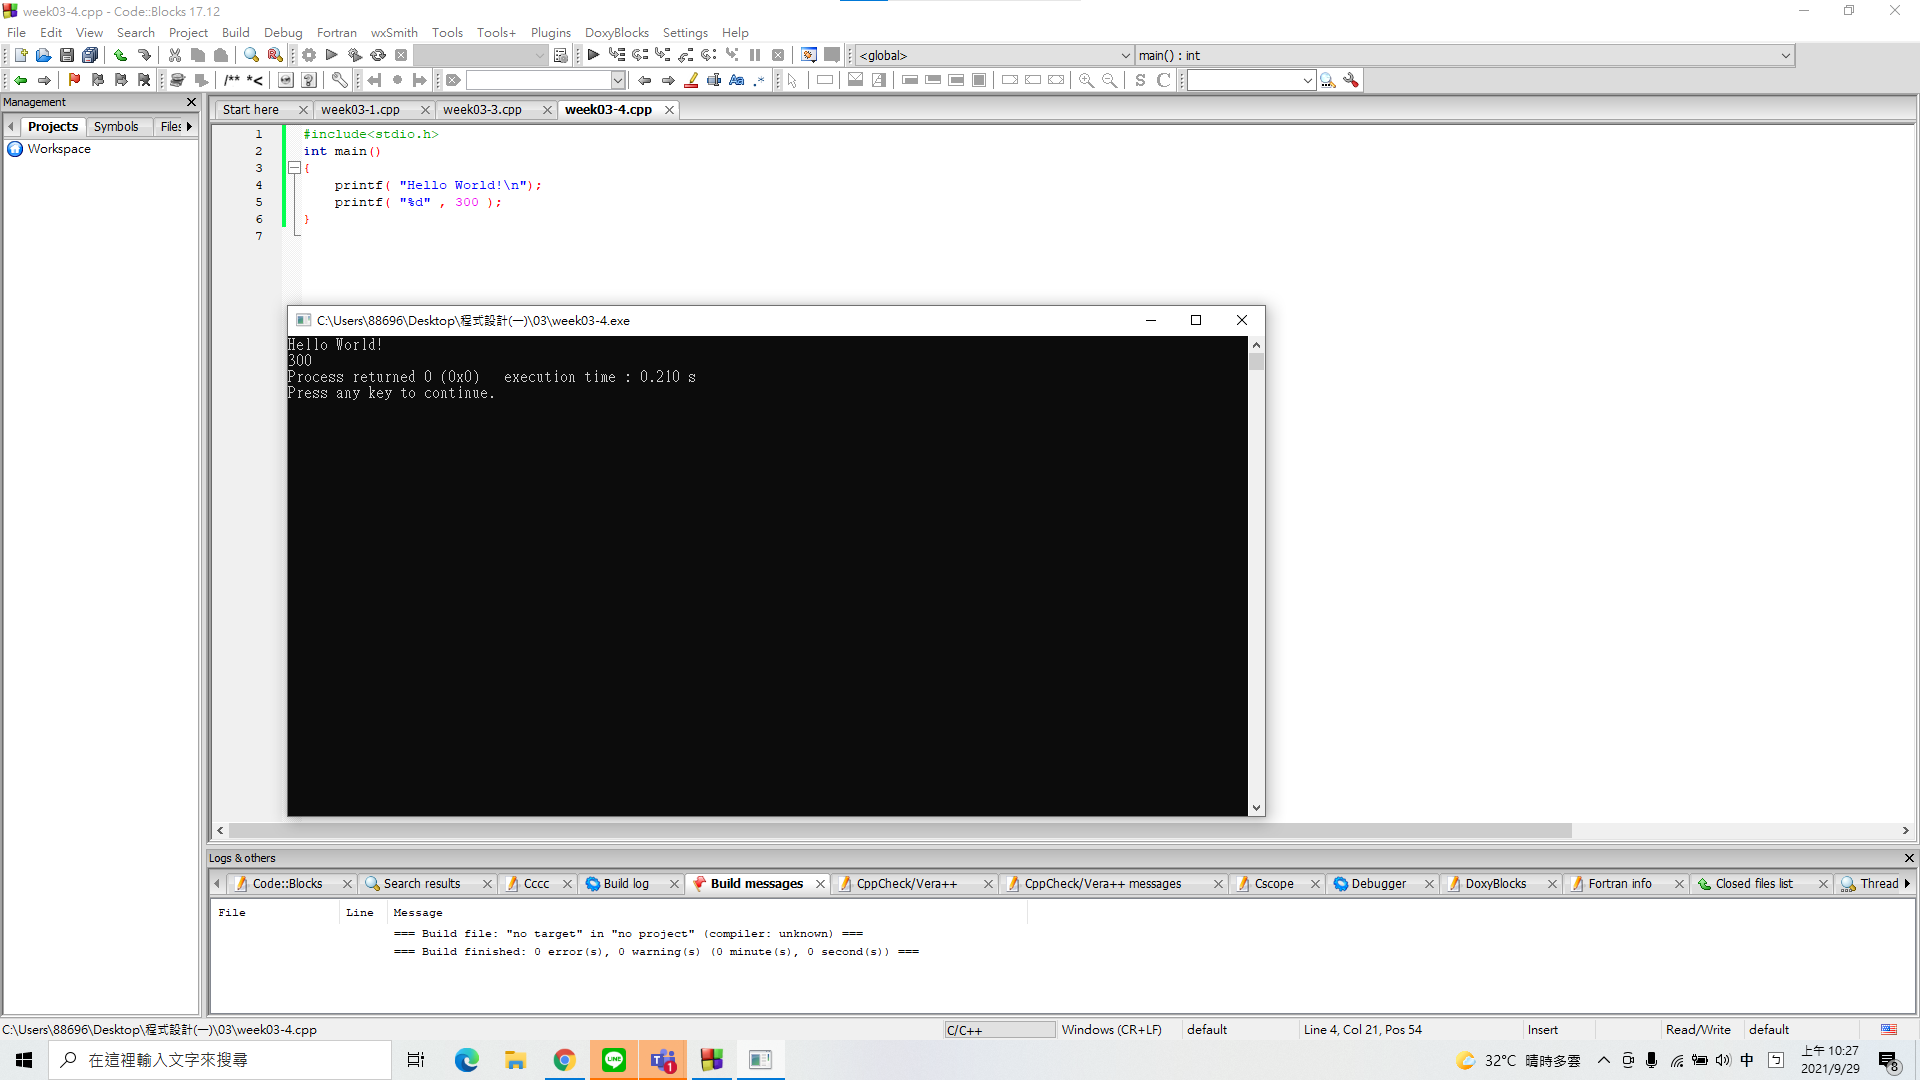 week03-4.cpp - Code::Blocks 17.12
File Edit View Search Project Build Debug Fortran wxSmith Tools Tools+ Plugins DoxyBlocks Settings Help
<global> main() : int
/** *<
Management
Start here week03-1.cpp week03-3.cpp week03-4.cpp
Projects Symbols Files
Workspace
1 #include<stdio.h>
2 int main()
3 {
4 printf( "Hello World!\n");
5 printf( "%d" , 300 );
6 }
7
C:\Users\88696\Desktop\程式設計(一)\03\week03-4.exe
Hello World!
300
Process returned 0 (0x0) execution time : 0.210 s
Press any key to continue.
Logs & others
Code::Blocks Search results Cccc Build log Build messages CppCheck/Vera++ CppCheck/Vera++ messages Cscope Debugger DoxyBlocks Fortran info Closed files list Thread
File Line Message
=== Build file: "no target" in "no project" (compiler: unknown) ===
=== Build finished: 0 error(s), 0 warning(s) (0 minute(s), 0 second(s)) ===
C:\Users\88696\Desktop\程式設計(一)\03\week03-4.cpp C/C++ Windows (CR+LF) default Line 4, Col 21, Pos 54 Insert Read/Write default
在這裡輸入文字來搜尋
LINE
1
32°C 晴時多雲
中
上午 10:27
2021/9/29
8